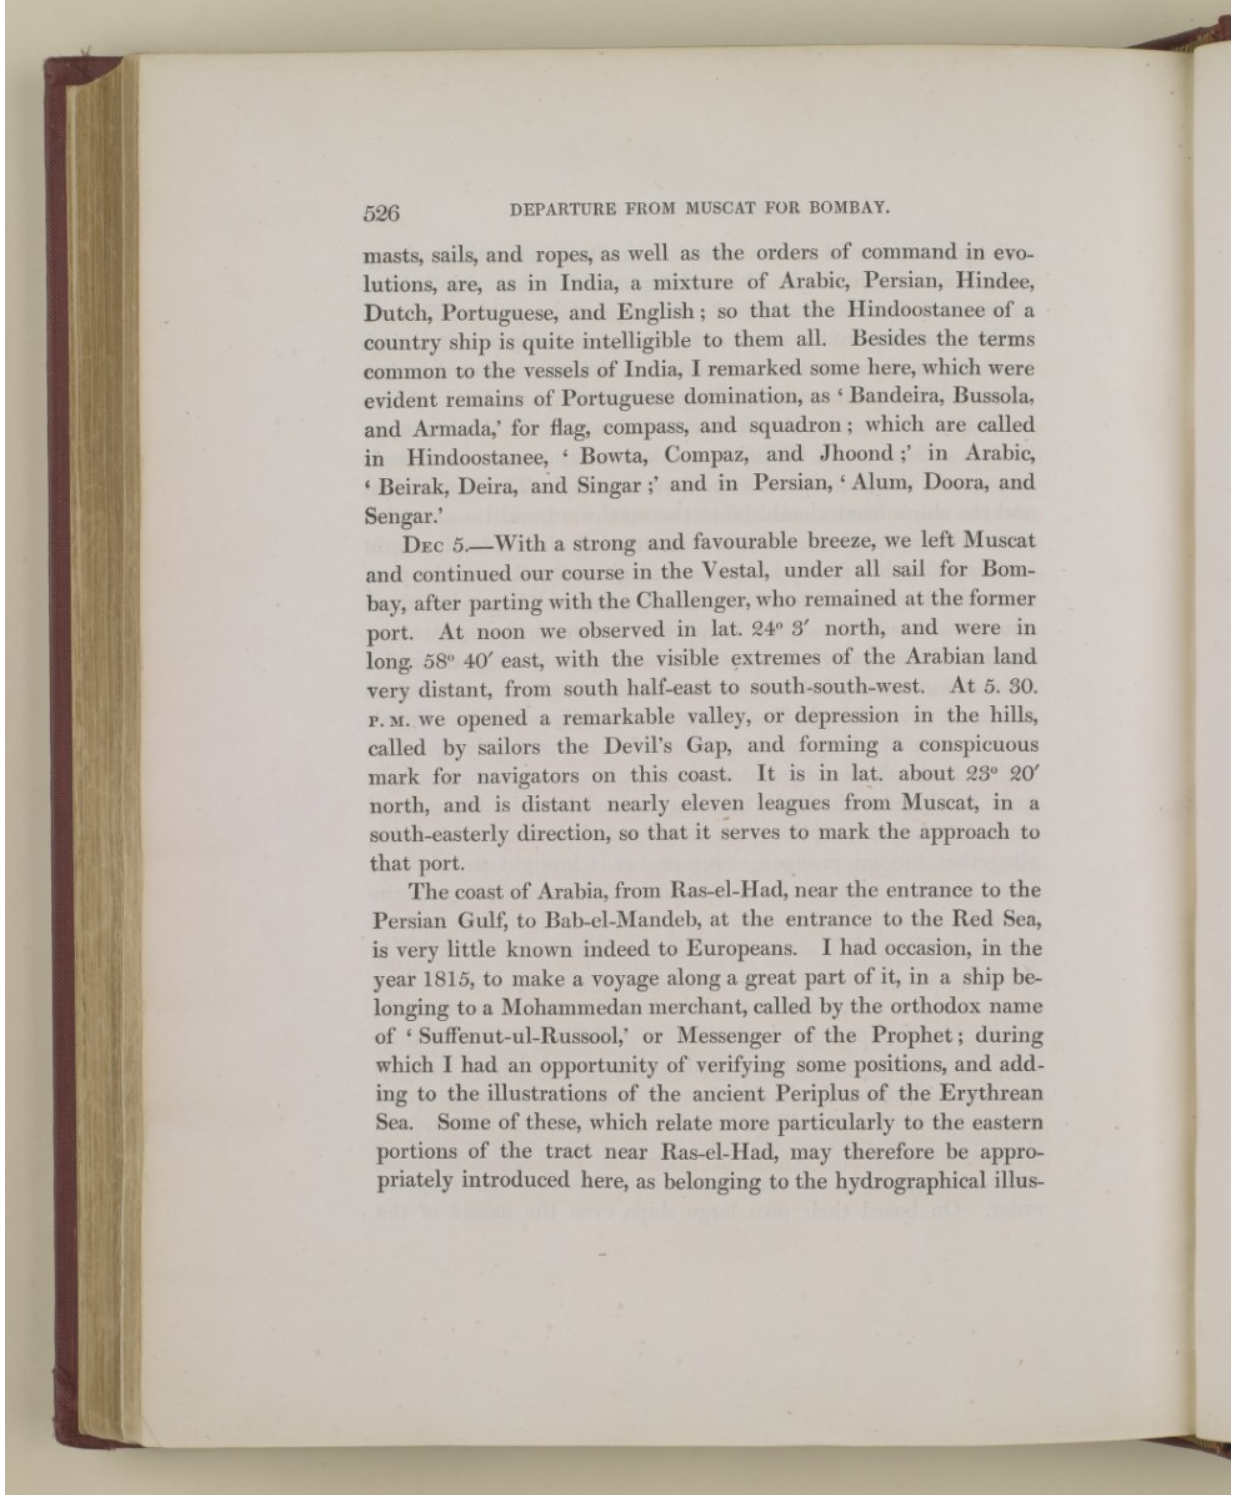 526 DEPARTURE FROM MUSCAT FOR BOMBAY.
masts, sails, and ropes, as well as the orders of command in evo-
lutions, are, as in India, a mixture of Arabic, Persian, Hindee,
Dutch, Portuguese, and English; so that the Hindoostanee of a
country ship is quite intelligible to them all. Besides the terms
common to the vessels of India, I remarked some here, which were
evident remains of Portuguese domination, as ‘ Bandeira, Bussola,
and Armada,’ for flag, compass, and squadron; which are called
in Hindoostanee, ‘ Bowta, Compaz, and Jhoond;’ in Arabic,
‘ Beirak, Deira, and Singar;’ and in Persian, ‘ Alum, Doora, and
Sengar.’
DEC 5.—With a strong and favourable breeze, we left Muscat
and continued our course in the Vestal, under all sail for Bom-
bay, after parting with the Challenger, who remained at the former
port. At noon we observed in lat. 24° 3′ north, and were in
long. 58° 40′ east, with the visible extremes of the Arabian land
very distant, from south half-east to south-south-west. At 5. 30.
P. M. we opened a remarkable valley, or depression in the hills,
called by sailors the Devil’s Gap, and forming a conspicuous
mark for navigators on this coast. It is in lat. about 23° 20′
north, and is distant nearly eleven leagues from Muscat, in a
south-easterly direction, so that it serves to mark the approach to
that port.
The coast of Arabia, from Ras-el-Had, near the entrance to the
Persian Gulf, to Bab-el-Mandeb, at the entrance to the Red Sea,
is very little known indeed to Europeans. I had occasion, in the
year 1815, to make a voyage along a great part of it, in a ship be-
longing to a Mohammedan merchant, called by the orthodox name
of ‘ Suffenut-ul-Russool,’ or Messenger of the Prophet; during
which I had an opportunity of verifying some positions, and add-
ing to the illustrations of the ancient Periplus of the Erythrean
Sea. Some of these, which relate more particularly to the eastern
portions of the tract near Ras-el-Had, may therefore be appro-
priately introduced here, as belonging to the hydrographical illus-